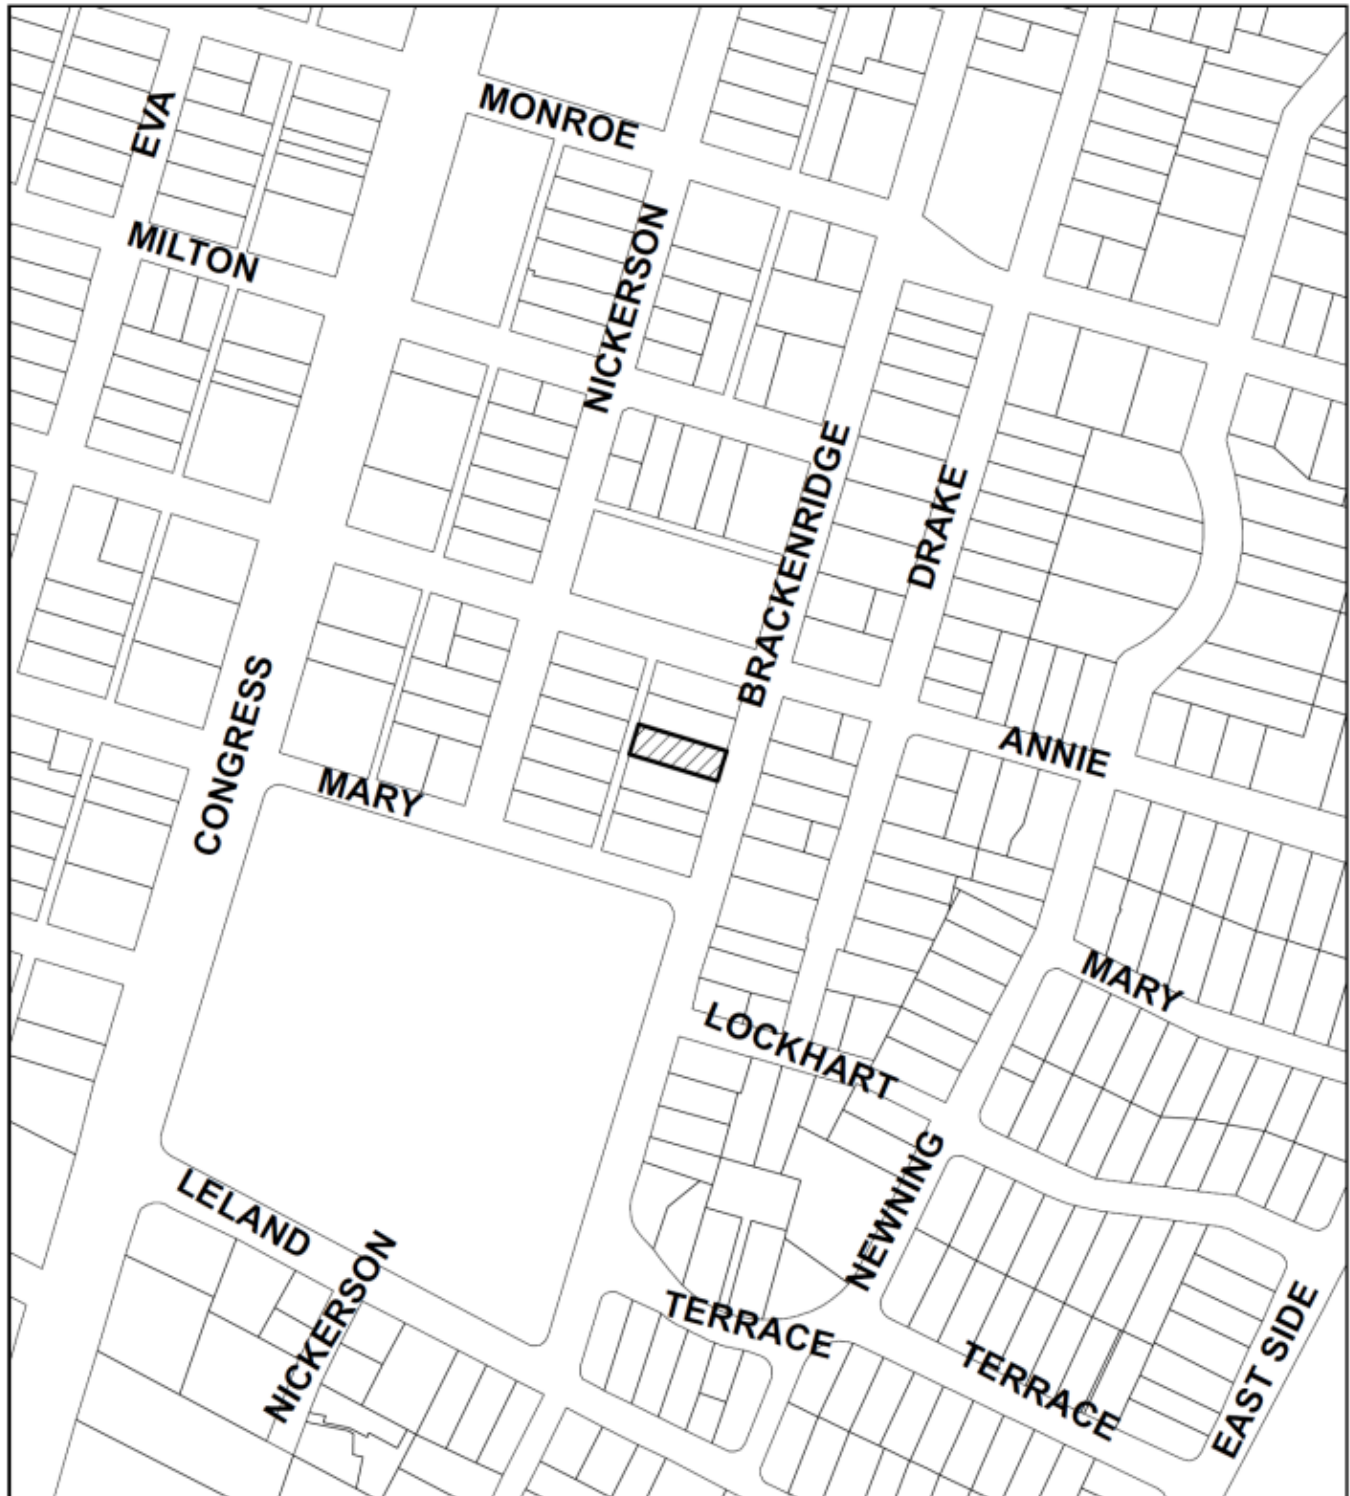 EVA
MONROE
MILTON
NICKERSON
BRACKENRIDGE
DRAKE
CONGRESS
ANNIE
MARY
MARY
LOCKHART
LELAND
NEWNING
NICKERSON
TERRACE
TERRACE
EAST SIDE